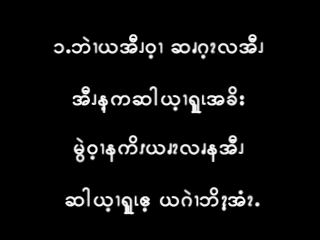 ၁.ဘဲၫယအီၪဝ့ၫ ဆၧဂ့ၩလအီၪ
အီၪန့ကဆါယ့ၫရှူၭအခိး
မွဲဝ့ၫနကိၭယၧၩလၧနအီၪ
ဆါယ့ၫရှူၭဧ့ ယဂဲၫဘိၪ့အံၩ.